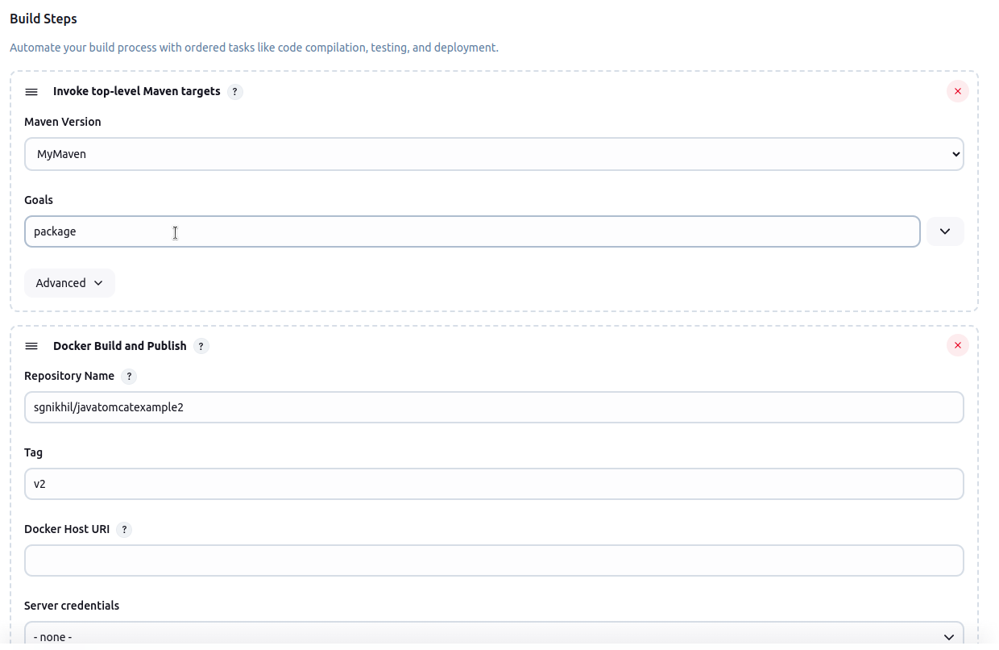 Build Steps
Automate your build process with ordered tasks like code compilation, testing, and deployment.
Invoke top-level Maven targets ?
Maven Version
MyMaven
Goals
package
Advanced
Docker Build and Publish ?
Repository Name ?
sgnikhil/javatomcatexample2
Tag
v2
Docker Host URI ?
Server credentials
- none -